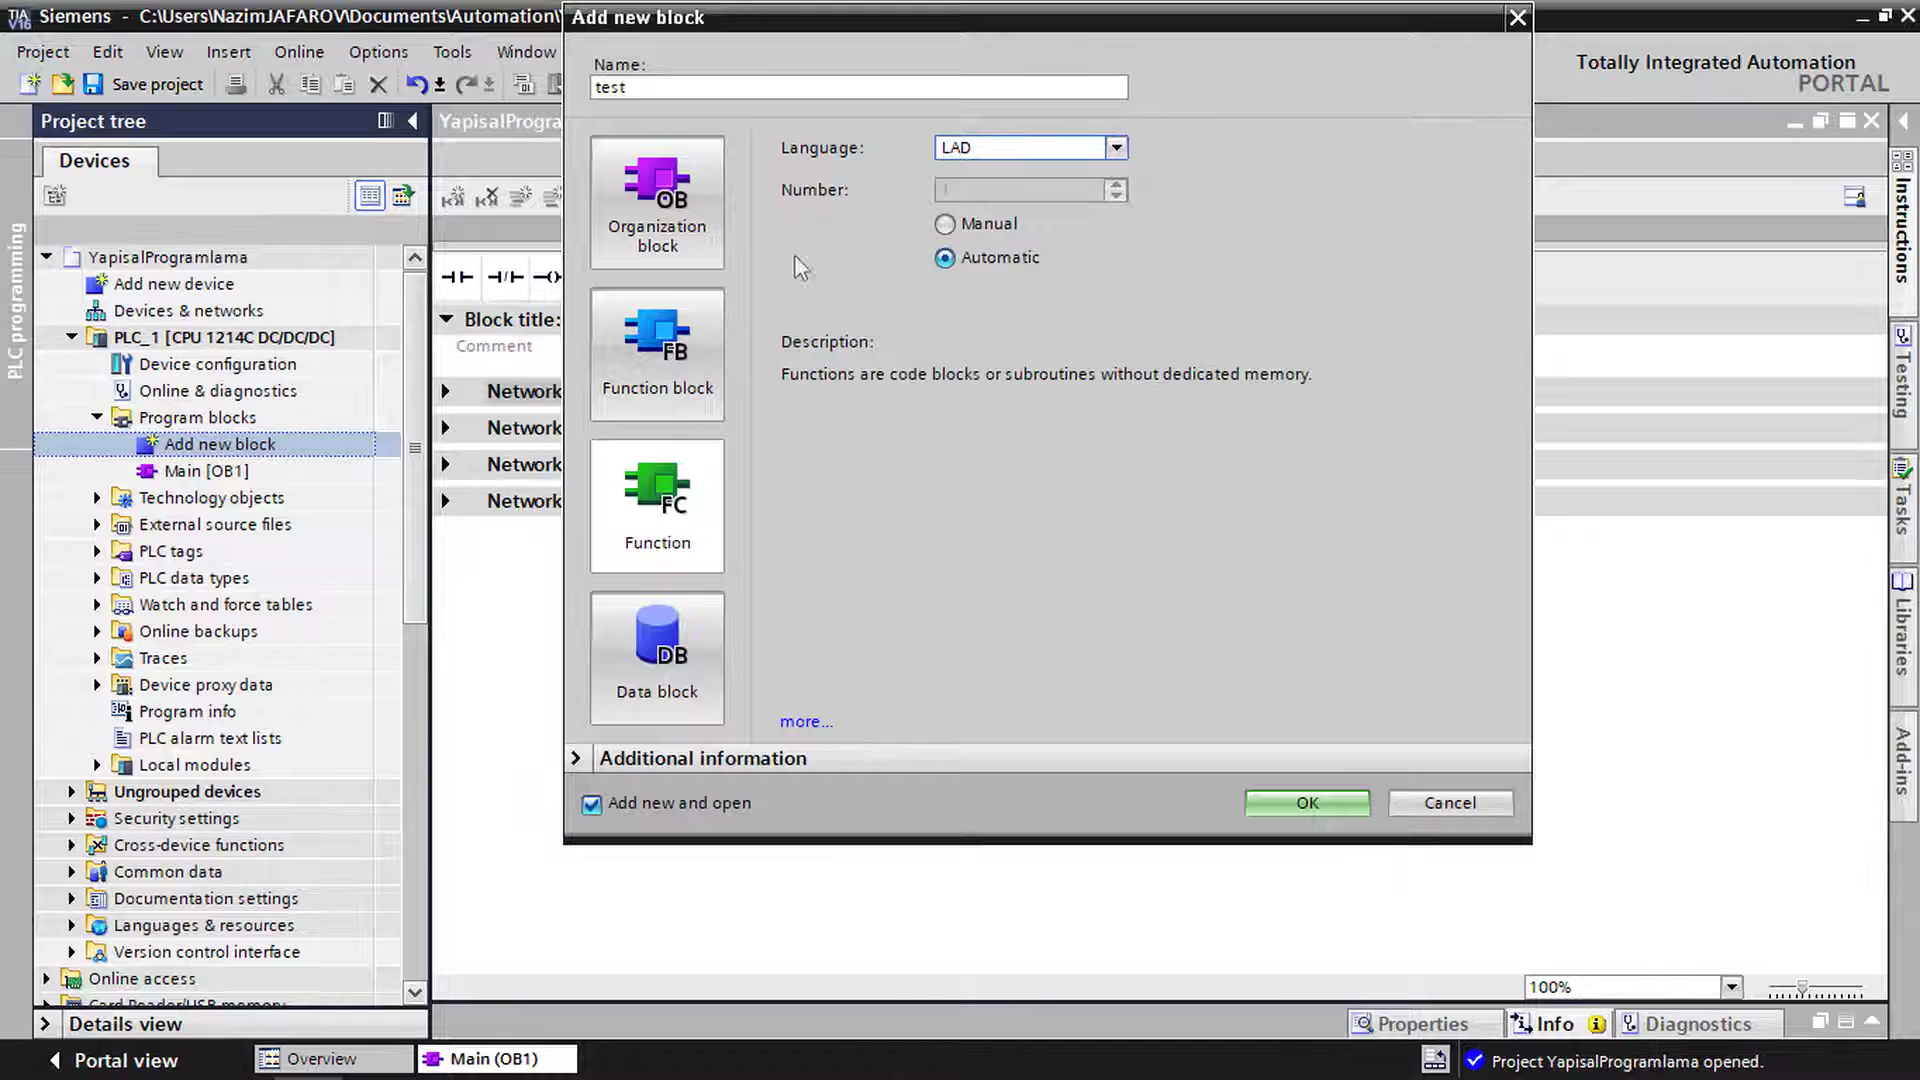 TIA
V16
Siemens - C:\Users\NazimJAFAROV\Documents\Automation\
Project Edit View Insert Online Options Tools Window
Totally Integrated Automation
PORTAL
Save project
Add new block
Name:
test
Language:
LAD
Number:
1
Manual
Automatic
Description:
Functions are code blocks or subroutines without dedicated memory.
OB
Organization
block
FB
Function block
FC
Function
DB
Data block
more...
Additional information
Add new and open
OK
Cancel
PLC programming
Project tree
Devices
YapisalProgramlama
Add new device
Devices & networks
PLC_1 [CPU 1214C DC/DC/DC]
Device configuration
Online & diagnostics
Program blocks
Add new block
Main [OB1]
Technology objects
External source files
PLC tags
PLC data types
Watch and force tables
Online backups
Traces
Device proxy data
Program info
PLC alarm text lists
Local modules
Ungrouped devices
Security settings
Cross-device functions
Common data
Documentation settings
Languages & resources
Version control interface
Online access
Card Reader/USB memory
Details view
YapisalProgra
Block title:
Comment
Network
Network
Network
Network
100%
Properties
Info
Diagnostics
Instructions
Testing
Tasks
Libraries
Add-ins
Portal view
Overview
Main (OB1)
Project YapisalProgramlama opened.